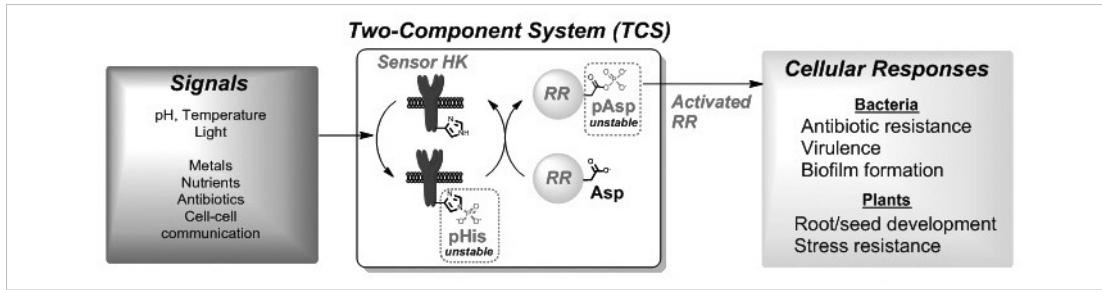 Two-Component System (TCS)
Signals
pH, Temperature
Light
Metals
Nutrients
Antibiotics
Cell-cell
communication
Sensor HK
N
NH
N
N
pHis
unstable
RR
O
O
P
O⁻
O⁻
O
pAsp
unstable
RR
O
O⁻
Asp
Activated
RR
Cellular Responses
Bacteria
Antibiotic resistance
Virulence
Biofilm formation
Plants
Root/seed development
Stress resistance